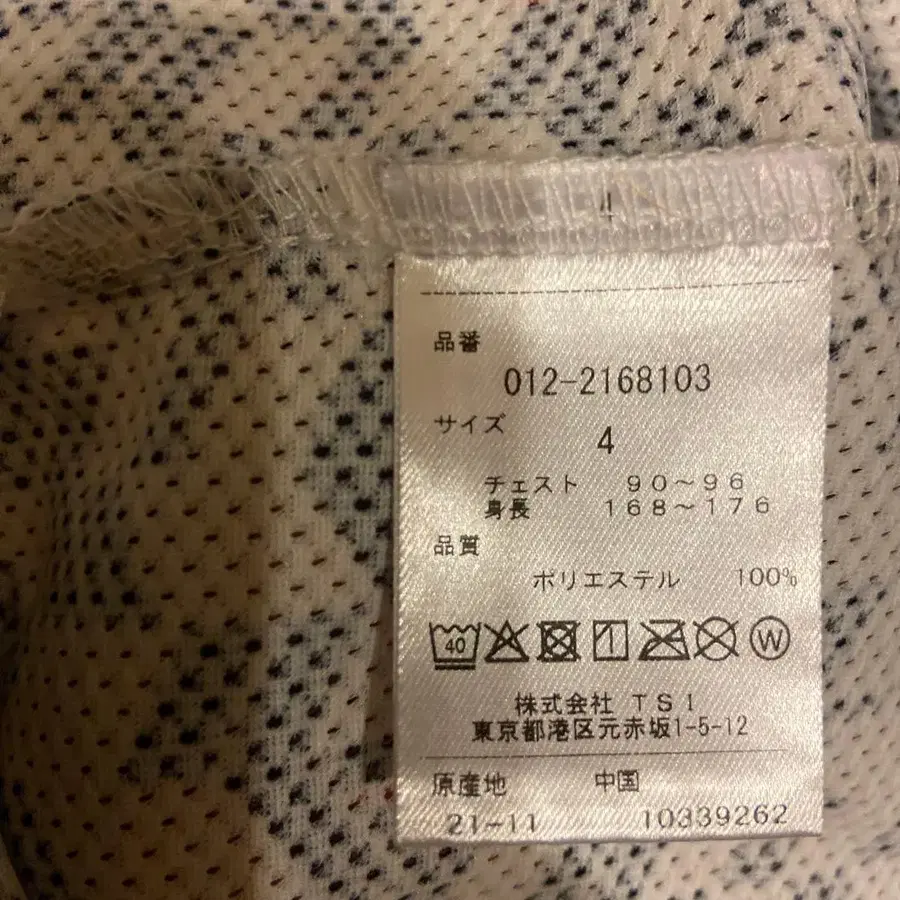 4
品番
012-2168103
サイズ
4
チェスト 90～96
身長 168～176
品質
ポリエステル 100%
40 W
株式会社 TSI
東京都港区元赤坂1-5-12
原産地 中国
21-11 10339262